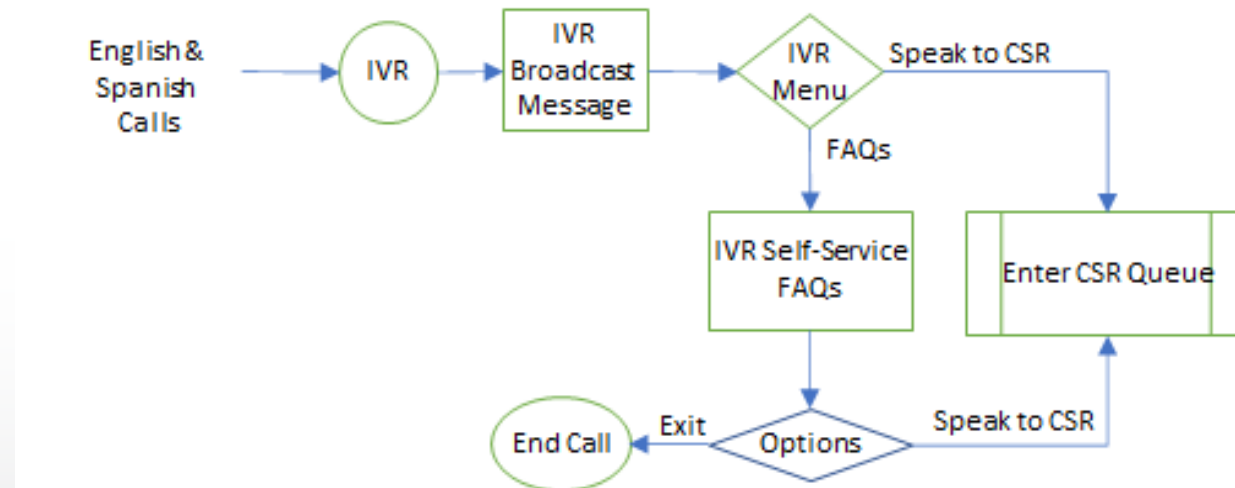 English &
Spanish
Calls
IVR
IVR
Broadcast
Message
IVR
Menu
Speak to CSR
FAQs
IVR Self-Service
FAQs
Enter CSR Queue
End Call
Exit
Options
Speak to CSR